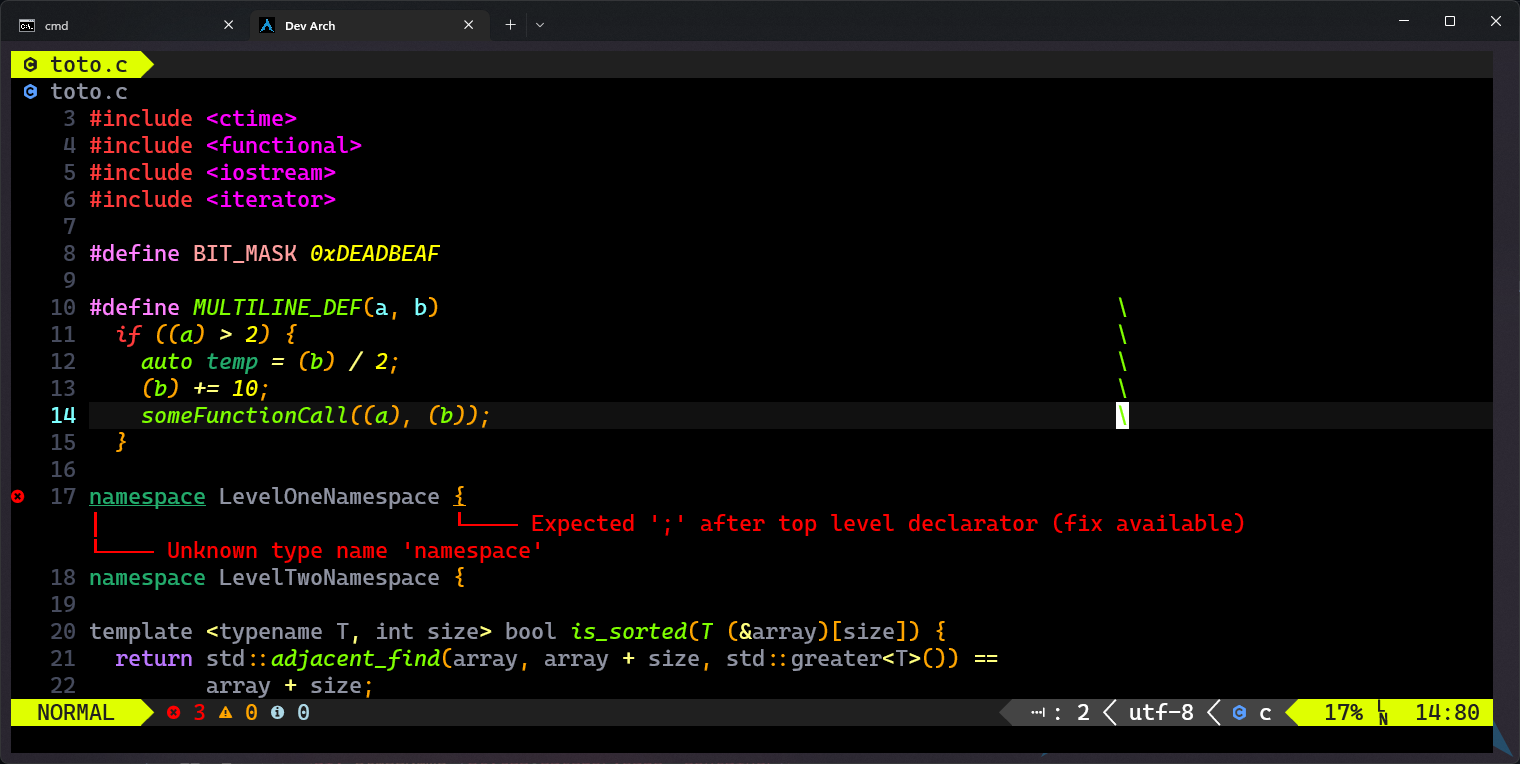 cmd
Dev Arch
toto.c
toto.c
3 #include <ctime>
4 #include <functional>
5 #include <iostream>
6 #include <iterator>
7
8 #define BIT_MASK 0xDEADBEAF
9
10 #define MULTILINE_DEF(a, b) \
11 if ((a) > 2) { \
12 auto temp = (b) / 2; \
13 (b) += 10; \
14 someFunctionCall((a), (b)); \
15 }
16
17 namespace LevelOneNamespace {
Expected ';' after top level declarator (fix available)
Unknown type name 'namespace'
18 namespace LevelTwoNamespace {
19
20 template <typename T, int size> bool is_sorted(T (&array)[size]) {
21 return std::adjacent_find(array, array + size, std::greater<T>()) ==
22 array + size;
NORMAL 3 0 0 : 2 utf-8 c 17% LN 14:80